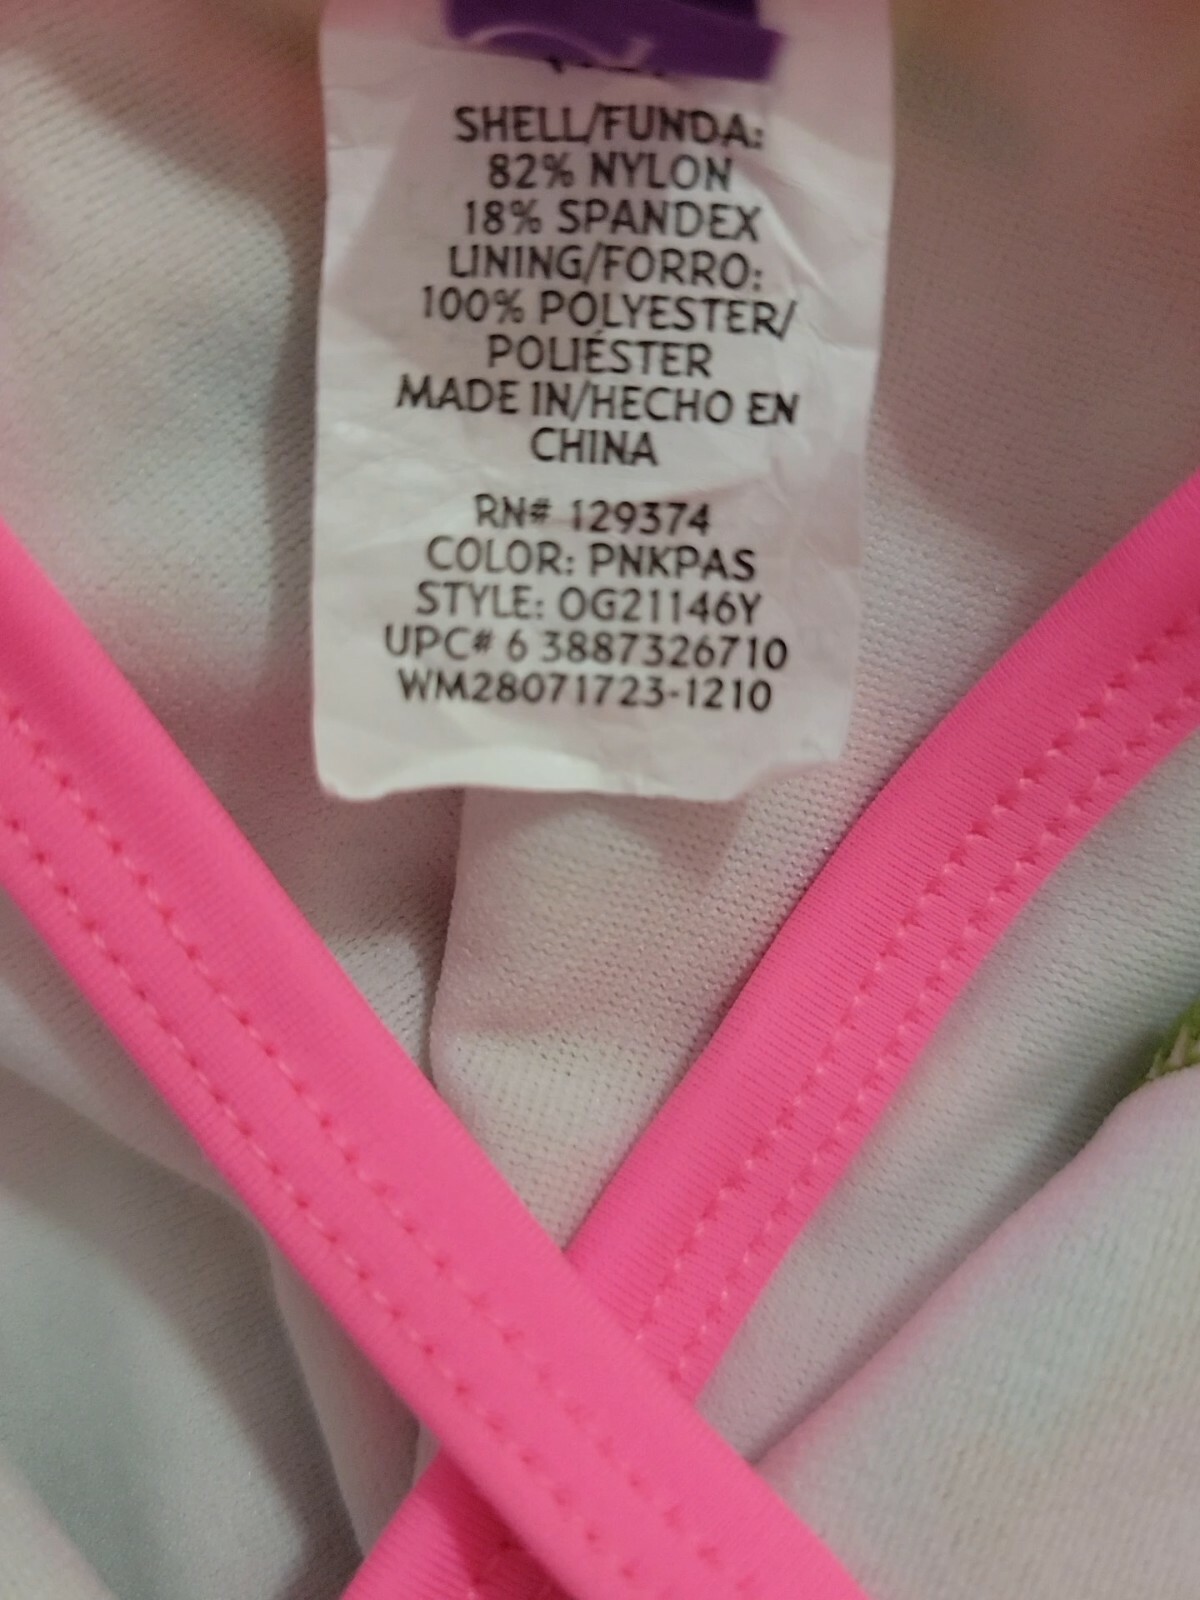 SHELL/FUNDA:
82% NYLON
18% SPANDEX
LINING/FORRO:
100% POLYESTER/
POLIÉSTER
MADE IN/HECHO EN
CHINA
RN# 129374
COLOR: PNKPAS
STYLE: OG21146Y
UPC# 6 3887326710
WM28071723-1210